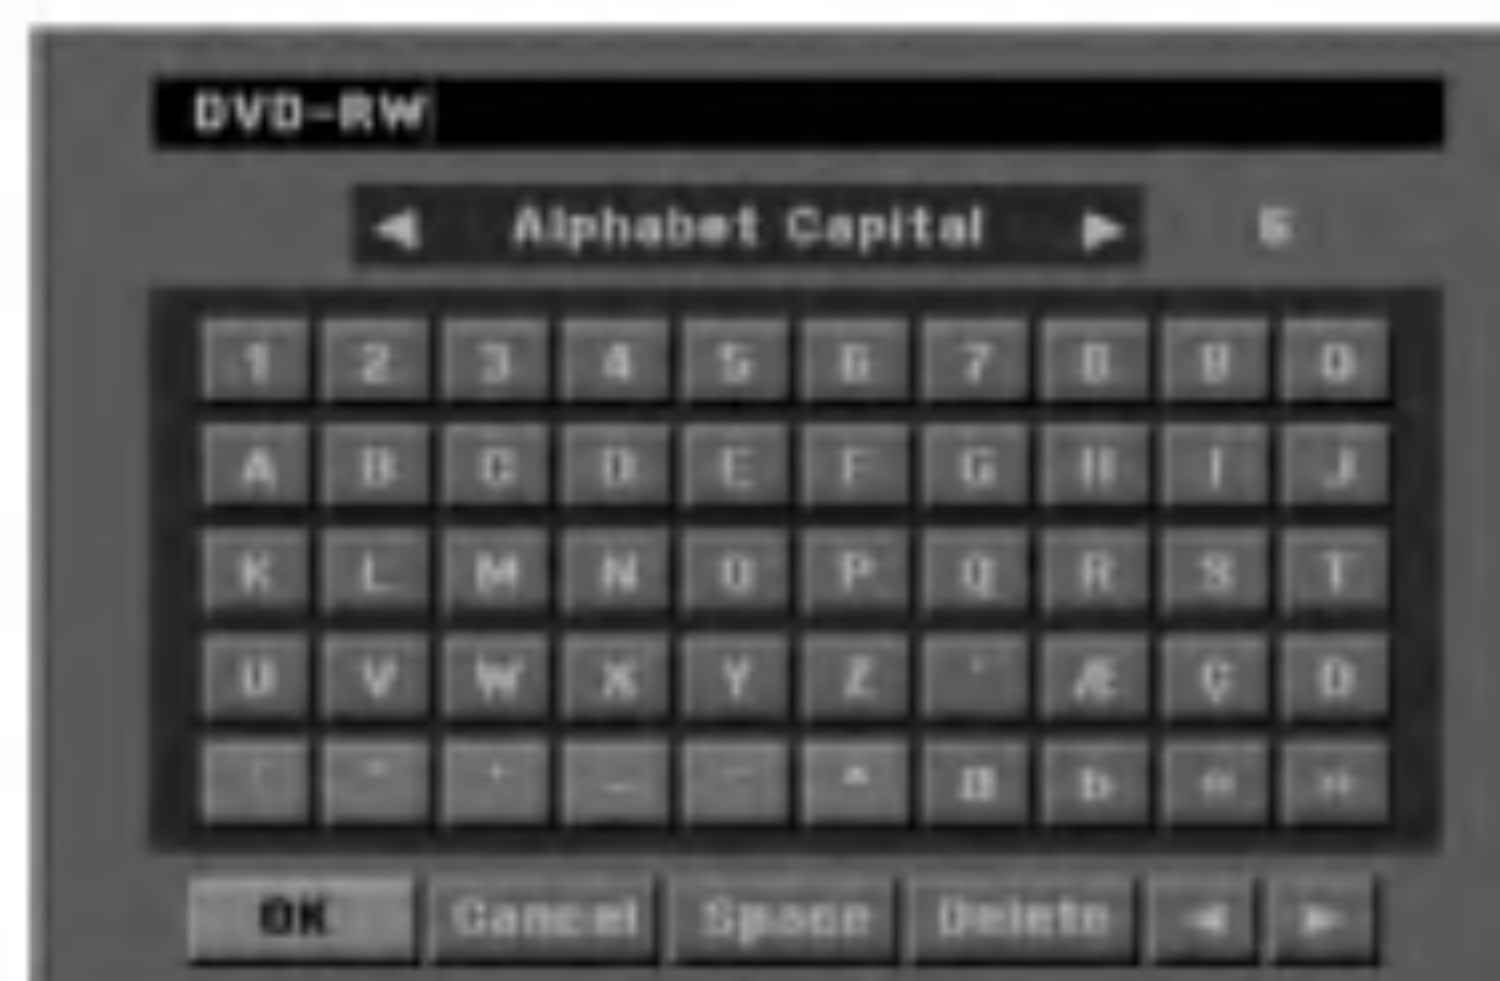 DVD-RW
◀ Alphabet Capital ▶ 6
1 2 3 4 5 6 7 8 9 0
A B C D E F G H I J
K L M N O P Q R S T
U V W X Y Z ' Æ Ç
« »
OK Cancel Space Delete ◀ ▶